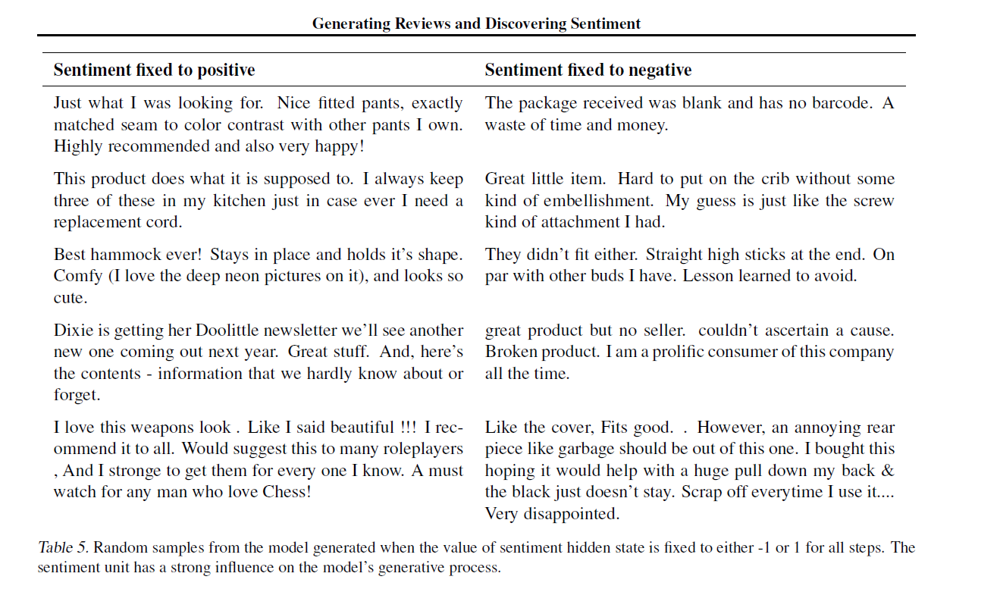 Generating Reviews and Discovering Sentiment
Sentiment fixed to positive
Sentiment fixed to negative
Just what I was looking for. Nice fitted pants, exactly
matched seam to color contrast with other pants I own.
Highly recommended and also very happy!
The package received was blank and has no barcode. A
waste of time and money.
This product does what it is supposed to. I always keep
three of these in my kitchen just in case ever I need a
replacement cord.
Great little item. Hard to put on the crib without some
kind of embellishment. My guess is just like the screw
kind of attachment I had.
Best hammock ever! Stays in place and holds it's shape.
Comfy (I love the deep neon pictures on it), and looks so
cute.
They didn't fit either. Straight high sticks at the end. On
par with other buds I have. Lesson learned to avoid.
Dixie is getting her Doolittle newsletter we'll see another
new one coming out next year. Great stuff. And, here's
the contents - information that we hardly know about or
forget.
great product but no seller. couldn't ascertain a cause.
Broken product. I am a prolific consumer of this company
all the time.
I love this weapons look . Like I said beautiful !!! I rec-
ommend it to all. Would suggest this to many roleplayers
, And I stronge to get them for every one I know. A must
watch for any man who love Chess!
Like the cover, Fits good. . However, an annoying rear
piece like garbage should be out of this one. I bought this
hoping it would help with a huge pull down my back &
the black just doesn't stay. Scrap off everytime I use it....
Very disappointed.
Table 5. Random samples from the model generated when the value of sentiment hidden state is fixed to either -1 or 1 for all steps. The
sentiment unit has a strong influence on the model's generative process.